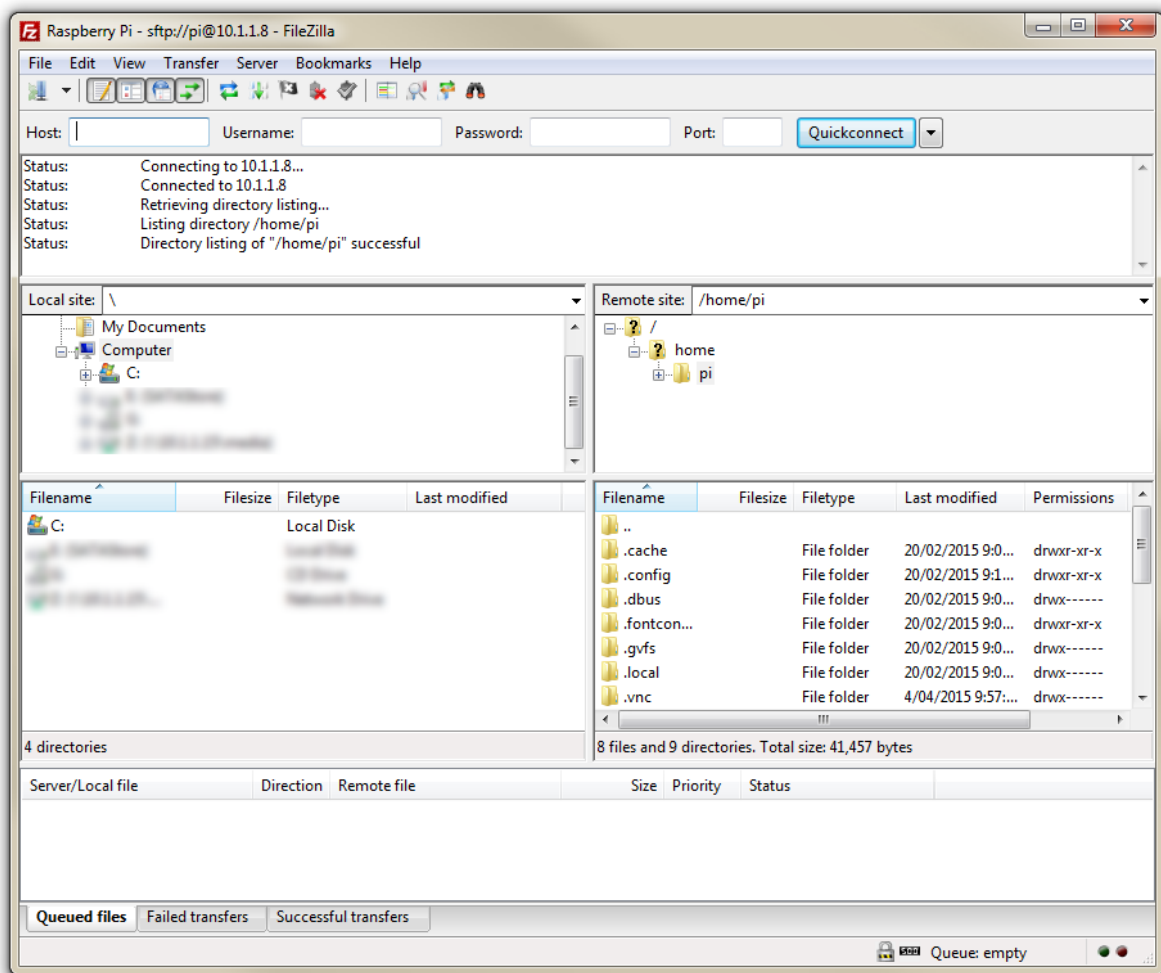 Raspberry Pi - sftp://pi@10.1.1.8 - FileZilla
File Edit View Transfer Server Bookmarks Help
Host: Username: Password: Port: Quickconnect
Status: Connecting to 10.1.1.8...
Status: Connected to 10.1.1.8
Status: Retrieving directory listing...
Status: Listing directory /home/pi
Status: Directory listing of "/home/pi" successful
Local site: \
My Documents
Computer
C:
Remote site: /home/pi
/
home
pi
Filename Filesize Filetype Last modified
C: Local Disk
4 directories
Filename Filesize Filetype Last modified Permissions
..
.cache File folder 20/02/2015 9:0... drwxr-xr-x
.config File folder 20/02/2015 9:1... drwxr-xr-x
.dbus File folder 20/02/2015 9:0... drwx------
.fontcon... File folder 20/02/2015 9:0... drwxr-xr-x
.gvfs File folder 20/02/2015 9:0... drwx------
.local File folder 20/02/2015 9:0... drwx------
.vnc File folder 4/04/2015 9:57:... drwx------
8 files and 9 directories. Total size: 41,457 bytes
Server/Local file Direction Remote file Size Priority Status
Queued files Failed transfers Successful transfers
Queue: empty